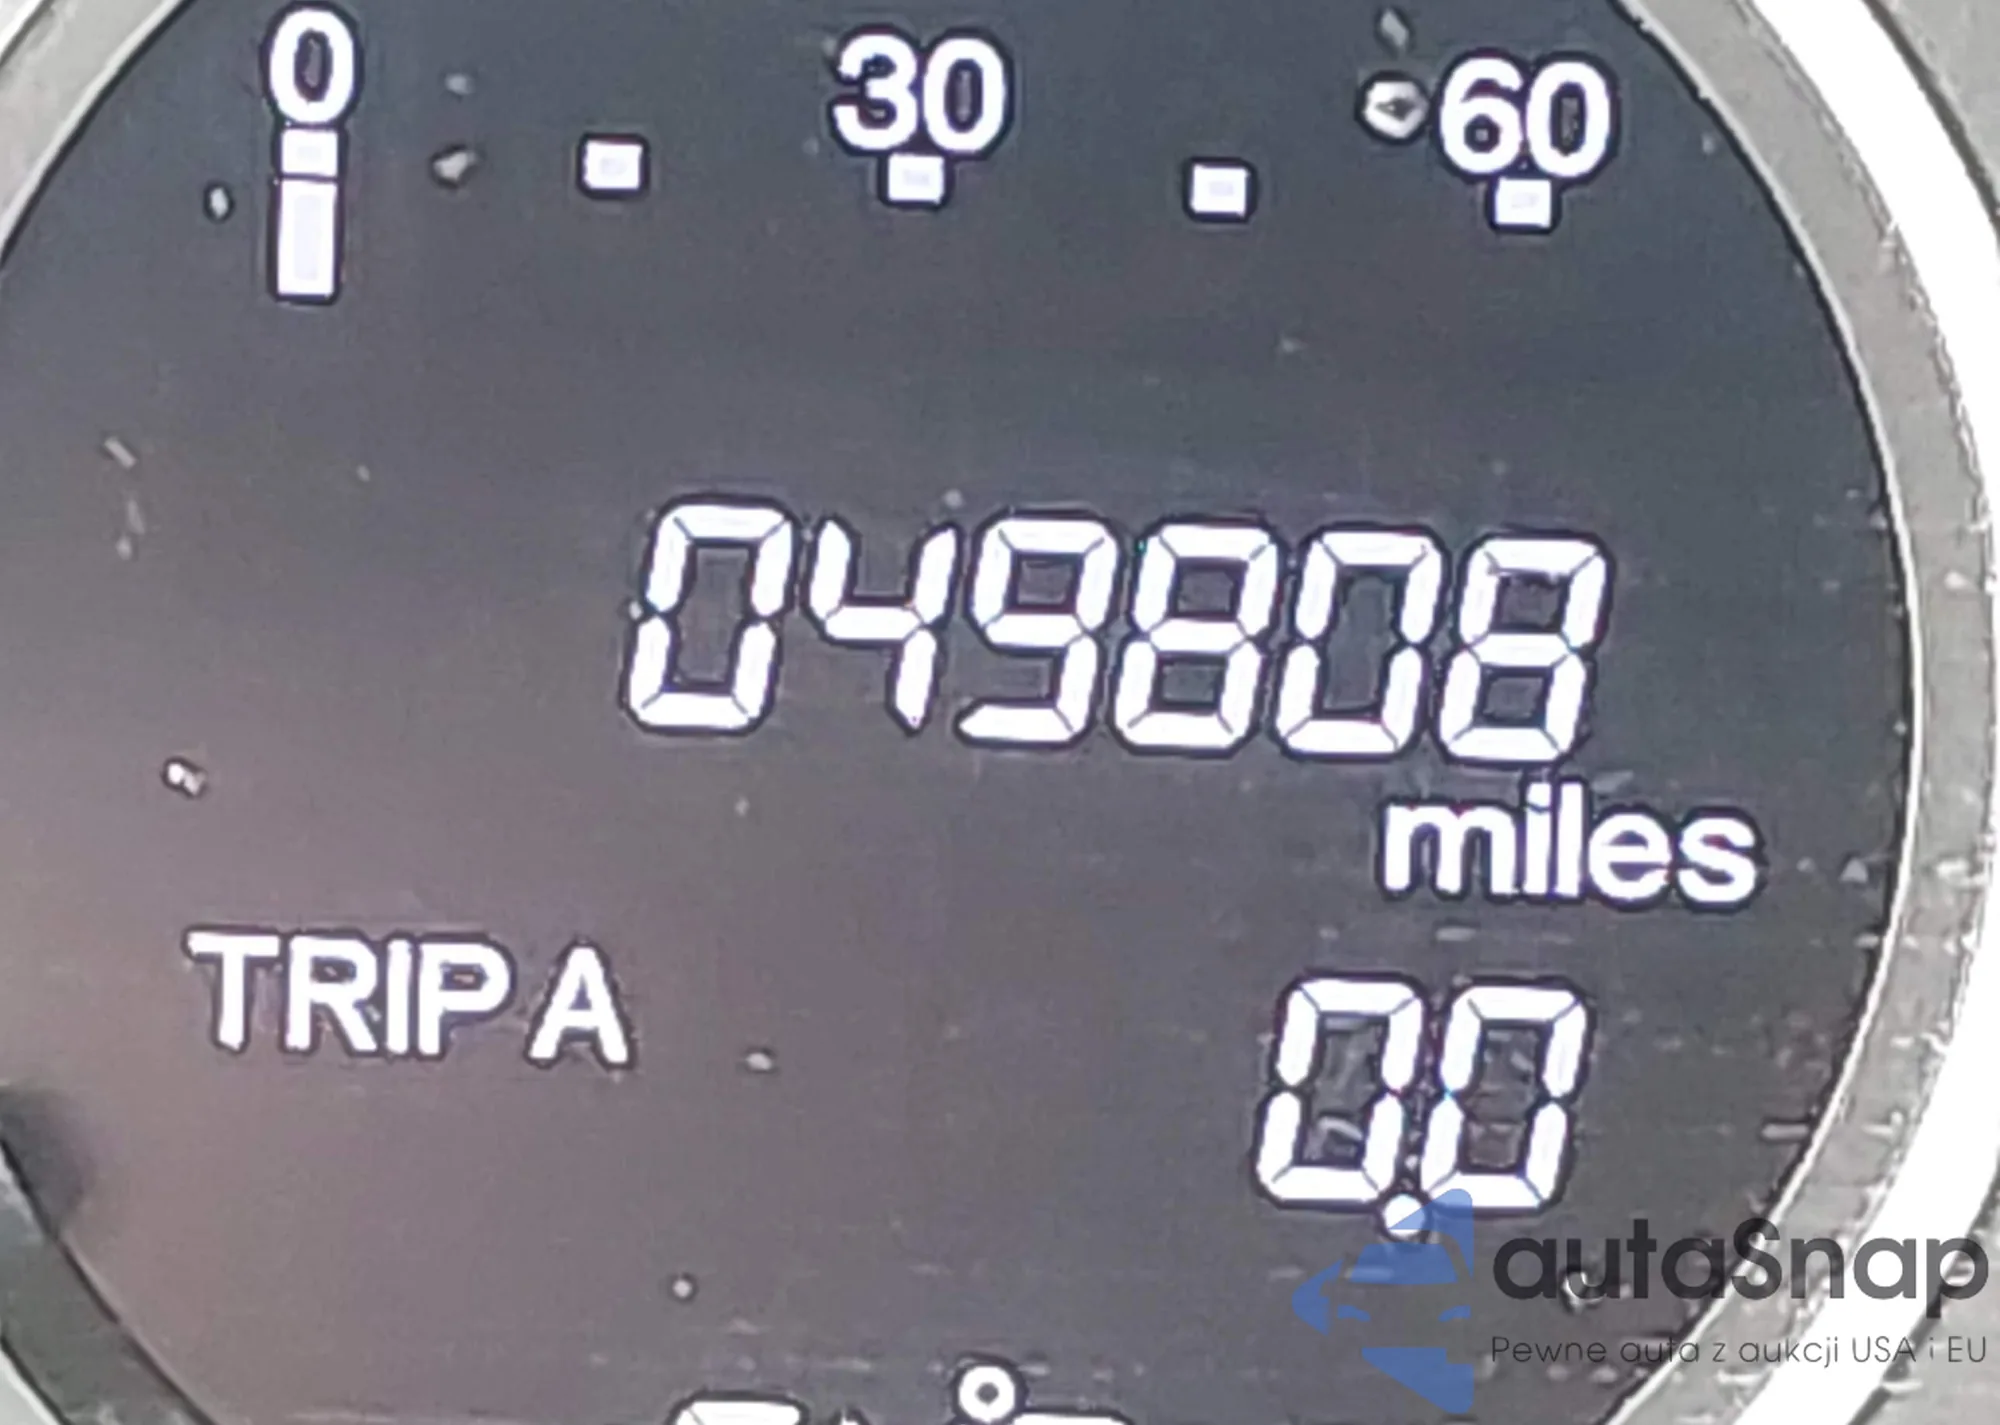 0 30 60
049808
miles
TRIP A 0.0
autaSnap
Pewne auta z aukcji USA i EU